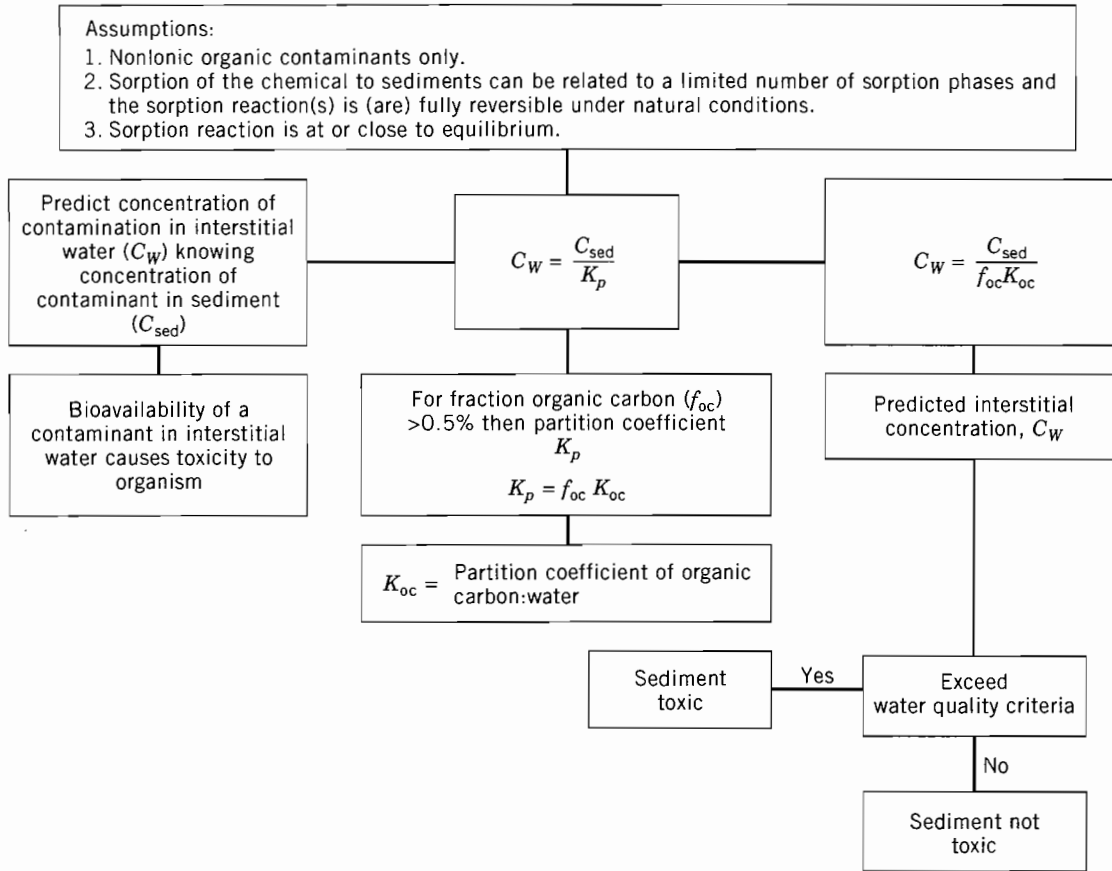 Assumptions:
1. Nonionic organic contaminants only.
2. Sorption of the chemical to sediments can be related to a limited number of sorption phases and
the sorption reaction(s) is (are) fully reversible under natural conditions.
3. Sorption reaction is at or close to equilibrium.
Predict concentration of
contamination in interstitial
water (C_W) knowing
concentration of
contaminant in sediment
(C_sed)
C_W = C_sed / K_p
C_W = C_sed / f_oc K_oc
Bioavailability of a
contaminant in interstitial
water causes toxicity to
organism
For fraction organic carbon (f_oc)
>0.5% then partition coefficient
K_p
K_p = f_oc K_oc
Predicted interstitial
concentration, C_W
K_oc = Partition coefficient of organic
carbon:water
Sediment
toxic
Yes
Exceed
water quality criteria
No
Sediment not
toxic